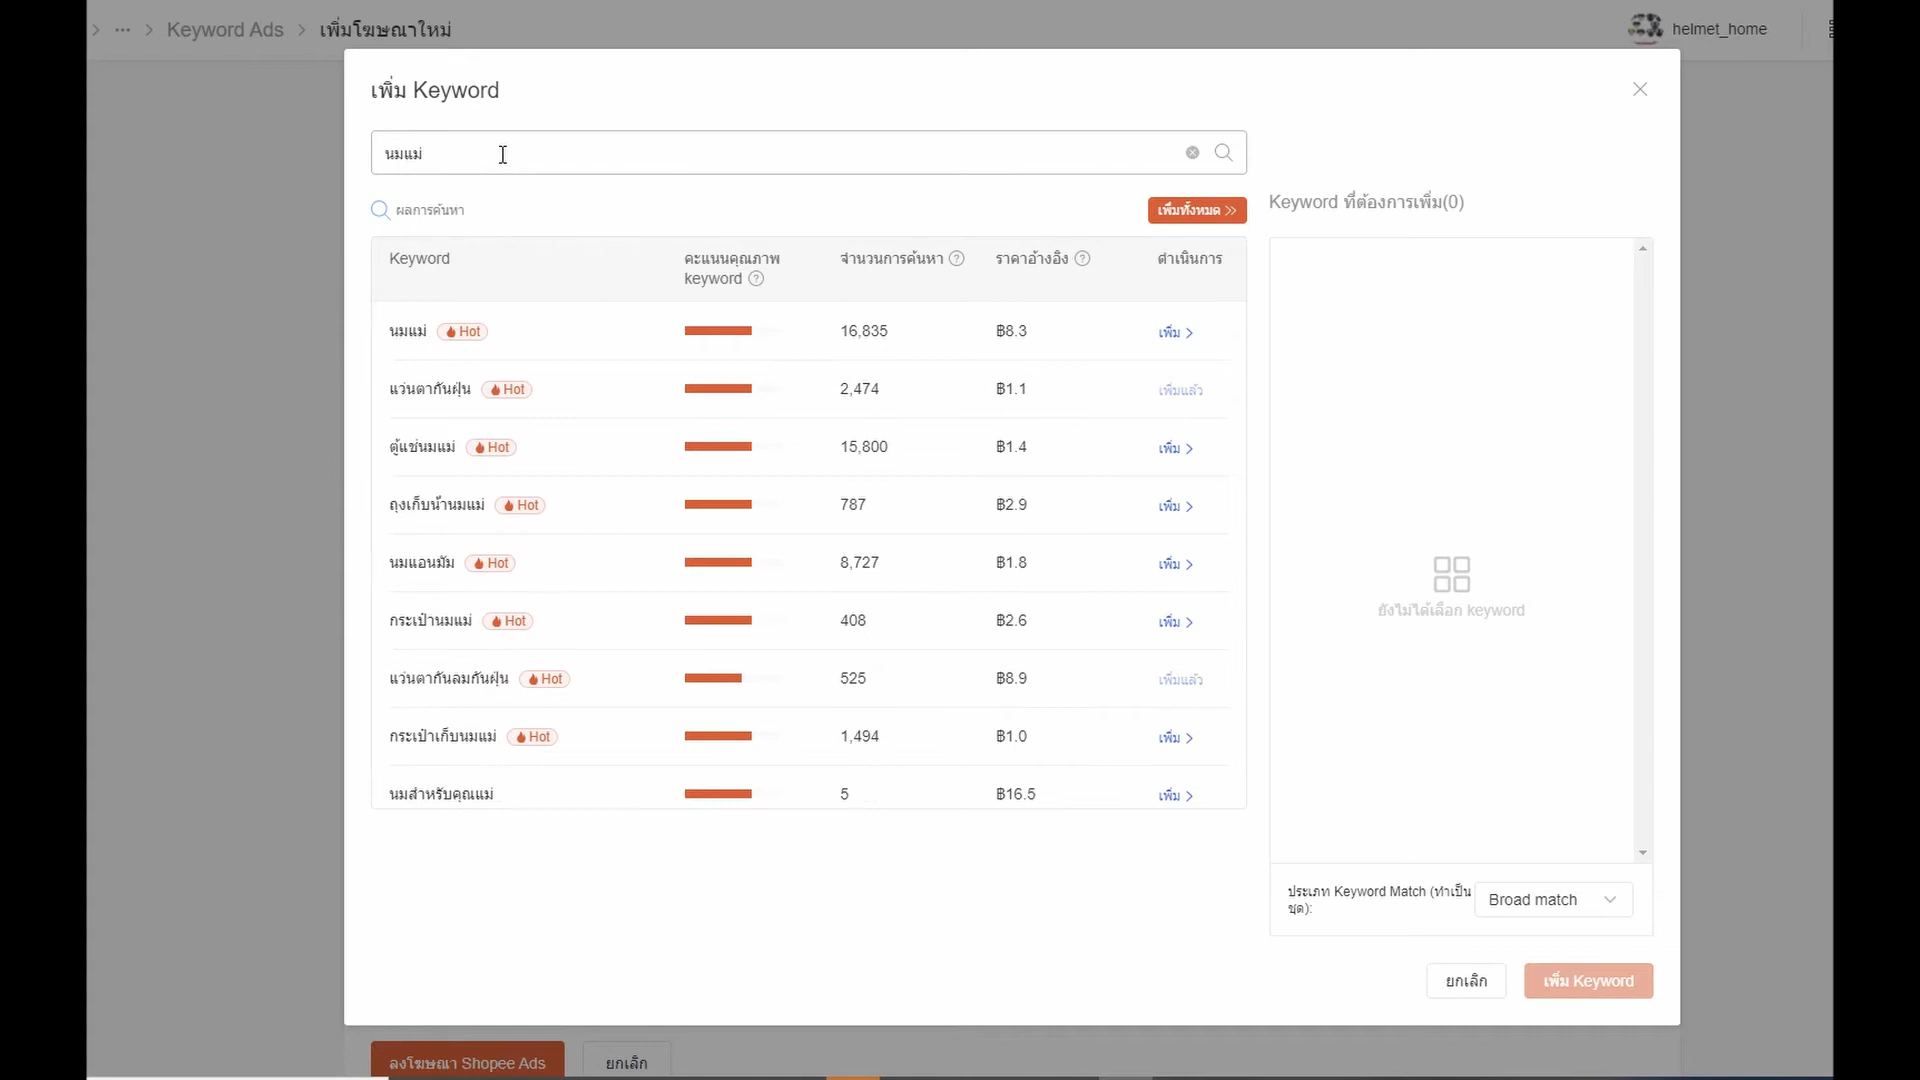 Keyword Ads > เพิ่มโฆษณาใหม่
helmet_home
เพิ่ม Keyword
นมแม่
ผลการค้นหา
เพิ่มทั้งหมด
Keyword ที่ต้องการเพิ่ม(0)
Keyword คะแนนคุณภาพ keyword จำนวนการค้นหา ราคาอ้างอิง ดำเนินการ
นมแม่ Hot 16,835 ฿8.3 เพิ่ม
แว่นตากันฝุ่น Hot 2,474 ฿1.1 เพิ่มแล้ว
ตู้แช่นมแม่ Hot 15,800 ฿1.4 เพิ่ม
ถุงเก็บน้ำนมแม่ Hot 787 ฿2.9 เพิ่ม
นมแอนมัม Hot 8,727 ฿1.8 เพิ่ม
กระเป๋านมแม่ Hot 408 ฿2.6 เพิ่ม
แว่นตากันลมกันฝุ่น Hot 525 ฿8.9 เพิ่มแล้ว
กระเป๋าเก็บนมแม่ Hot 1,494 ฿1.0 เพิ่ม
นมสำหรับคุณแม่ 5 ฿16.5 เพิ่ม
ยังไม่ได้เลือก keyword
ประเภท Keyword Match (ทำเป็น
ชุด):
Broad match
ยกเลิก
เพิ่ม Keyword
ลงโฆษณา Shopee Ads
ยกเลิก